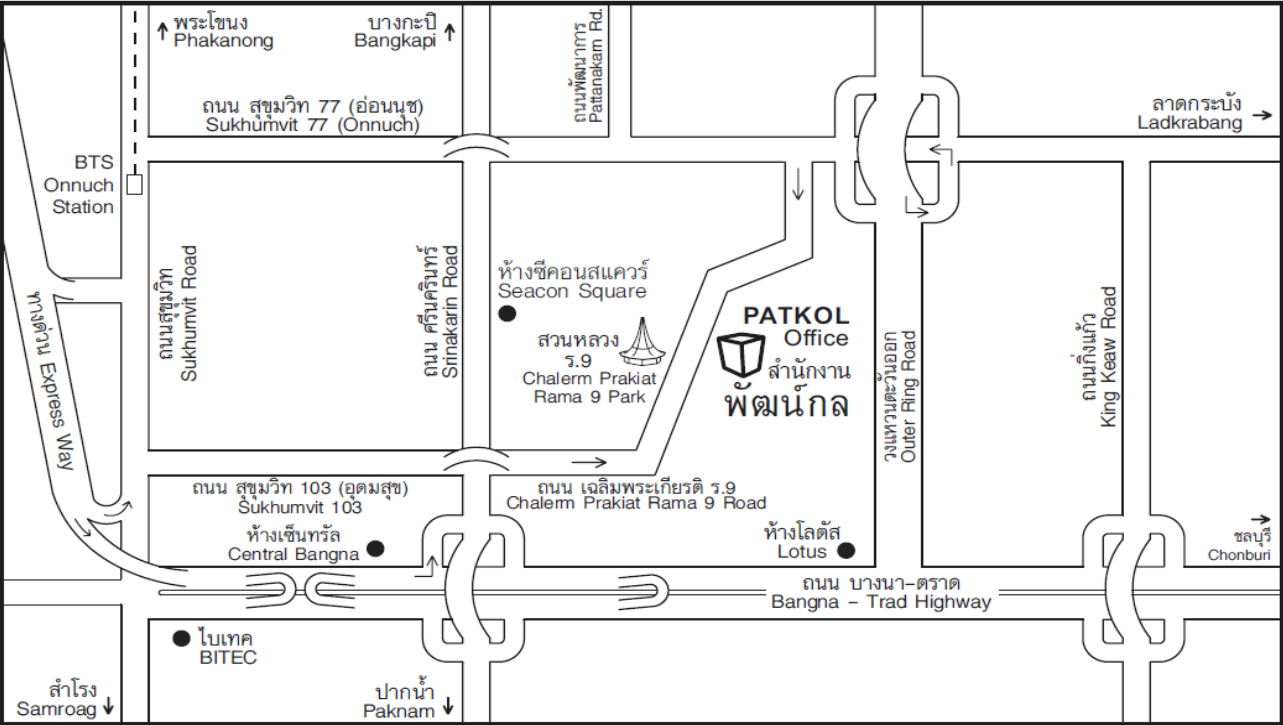 พระโขนง
Phakanong
บางกะปิ
Bangkapi
ถนนพัฒนาการ
Pattanakarn Rd.
ถนน สุขุมวิท 77 (อ่อนนุช)
Sukhumvit 77 (Onnuch)
ลาดกระบัง
Ladkrabang
BTS
Onnuch
Station
ถนนสุขุมวิท
Sukhumvit Road
ถนน ศรีนครินทร์
Srinakarin Road
ห้างซีคอนสแควร์
Seacon Square
สวนหลวง
ร.9
Chalerm Prakiat
Rama 9 Park
PATKOL
Office
สำนักงาน
พัฒน์กล
วงแหวนตะวันออก
Outer Ring Road
ถนนกิ่งแก้ว
King Keaw Road
ทางด่วน Express Way
ถนน สุขุมวิท 103 (อุดมสุข)
Sukhumvit 103
ถนน เฉลิมพระเกียรติ ร.9
Chalerm Prakiat Rama 9 Road
ห้างเซ็นทรัล
Central Bangna
ห้างโลตัส
Lotus
ชลบุรี
Chonburi
ถนน บางนา-ตราด
Bangna - Trad Highway
ไบเทค
BITEC
สำโรง
Samroag
ปากน้ำ
Paknam